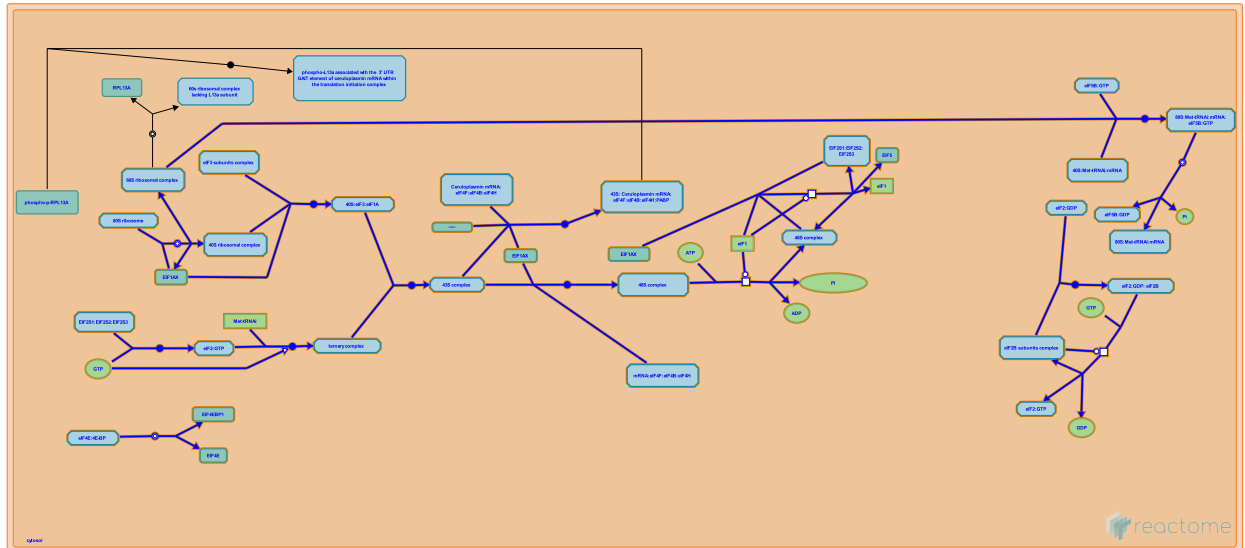 phospho-L13a associated with the 3' UTR
GAIT element of ceruloplasmin mRNA within
the translation initiation complex
RPL13A
60s ribosomal complex
lacking L13a subunit
eIF5B:GTP
80S:Met-tRNAi:mRNA:
eIF5B:GTP
EIF2S1:EIF2S2:
EIF2S3
EIF5
eIF3 subunits complex
40S:Met-tRNAi:mRNA
60S ribosomal complex
eIF1
Ceruloplasmin mRNA:
eIF4F:eIF4B:eIF4H
43S: Ceruloplasmin mRNA:
eIF4F:eIF4B:eIF4H:PABP
phospho-p-RPL13A
40S:eIF3:eIF1A
eIF2:GDP
eIF5B:GDP
Pi
80S ribosome
48S complex
40S ribosomal complex
eIF1
80S:Met-tRNAi:mRNA
EIF1AX
EIF1AX
ATP
EIF1AX
43S complex
48S complex
Pi
eIF2:GDP: eIF2B
GTP
ADP
EIF2S1:EIF2S2:EIF2S3
Met-tRNAi
eIF2:GTP
ternary complex
eIF2B subunits complex
GTP
mRNA:eIF4F:eIF4B:eIF4H
eIF2:GTP
EIF4EBP1
GDP
eIF4E:4E-BP
EIF4E
reactome
cytosol